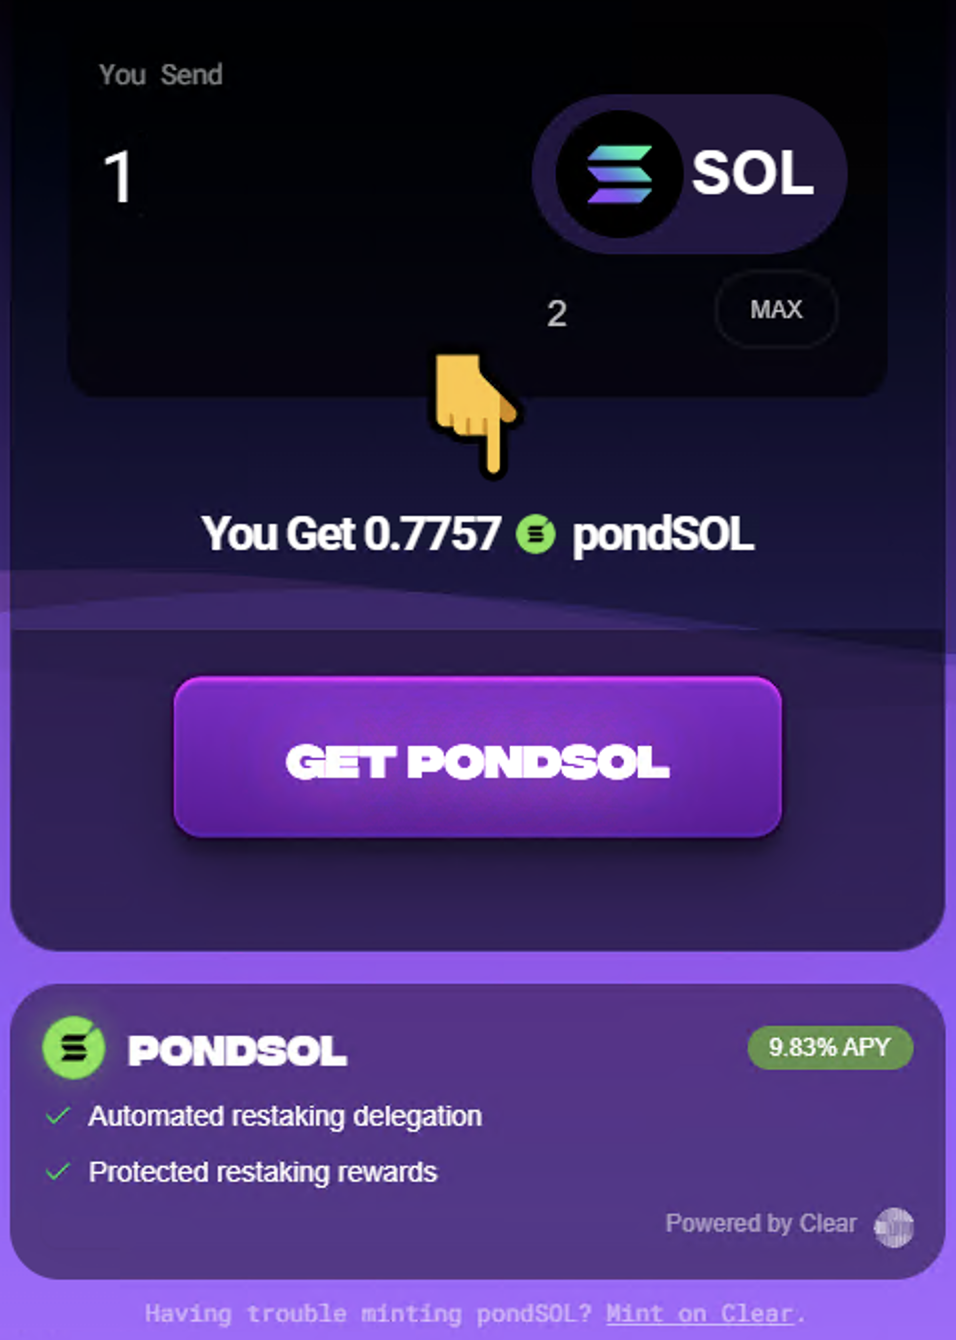 You Send
1
SOL
2
MAX
You Get 0.7757 pondSOL
GET PONDSOL
PONDSOL
9.83% APY
Automated restaking delegation
Protected restaking rewards
Powered by Clear
Having trouble minting pondSOL? Mint on Clear.